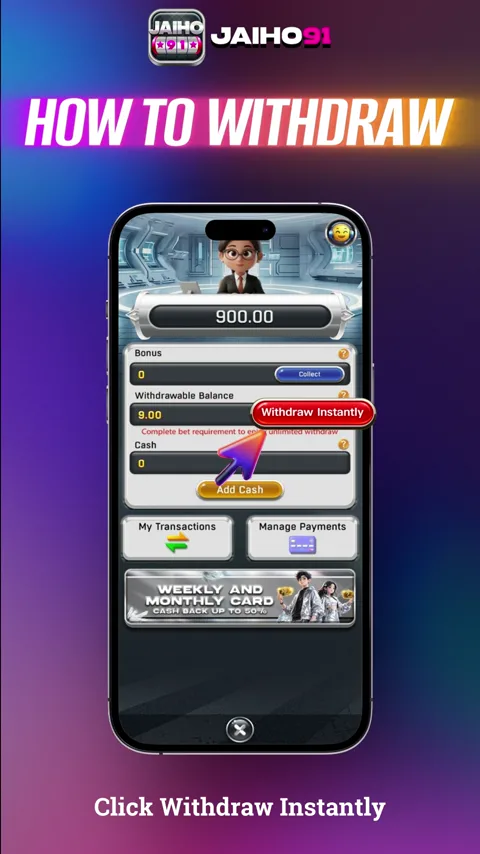 JAIHO
91
JAIHO91
HOW TO WITHDRAW
900.00
Bonus
?
0
Collect
Withdrawable Balance
9.00
Withdraw Instantly
Complete bet requirement to unlimited withdraw
Cash
?
0
Add Cash
My Transactions
Manage Payments
WEEKLY AND
MONTHLY CARD
CASH BACK UP TO 50%
Click Withdraw Instantly